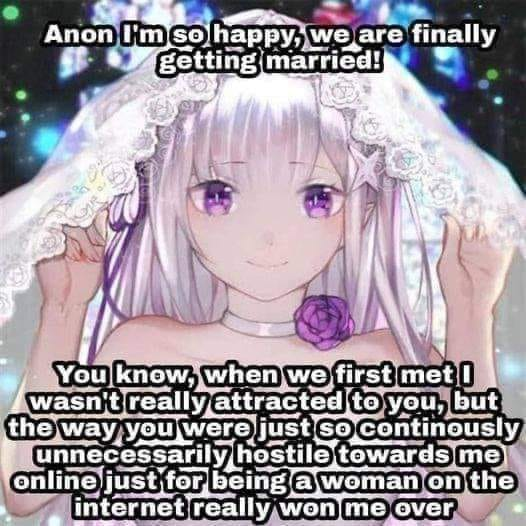 Anon I'm so happy, we are finally
getting married!
You know, when we first met I
wasn't really attracted to you, but
the way you were just so continously
unnecessarily hostile towards me
online just for being a woman on the
internet really won me over